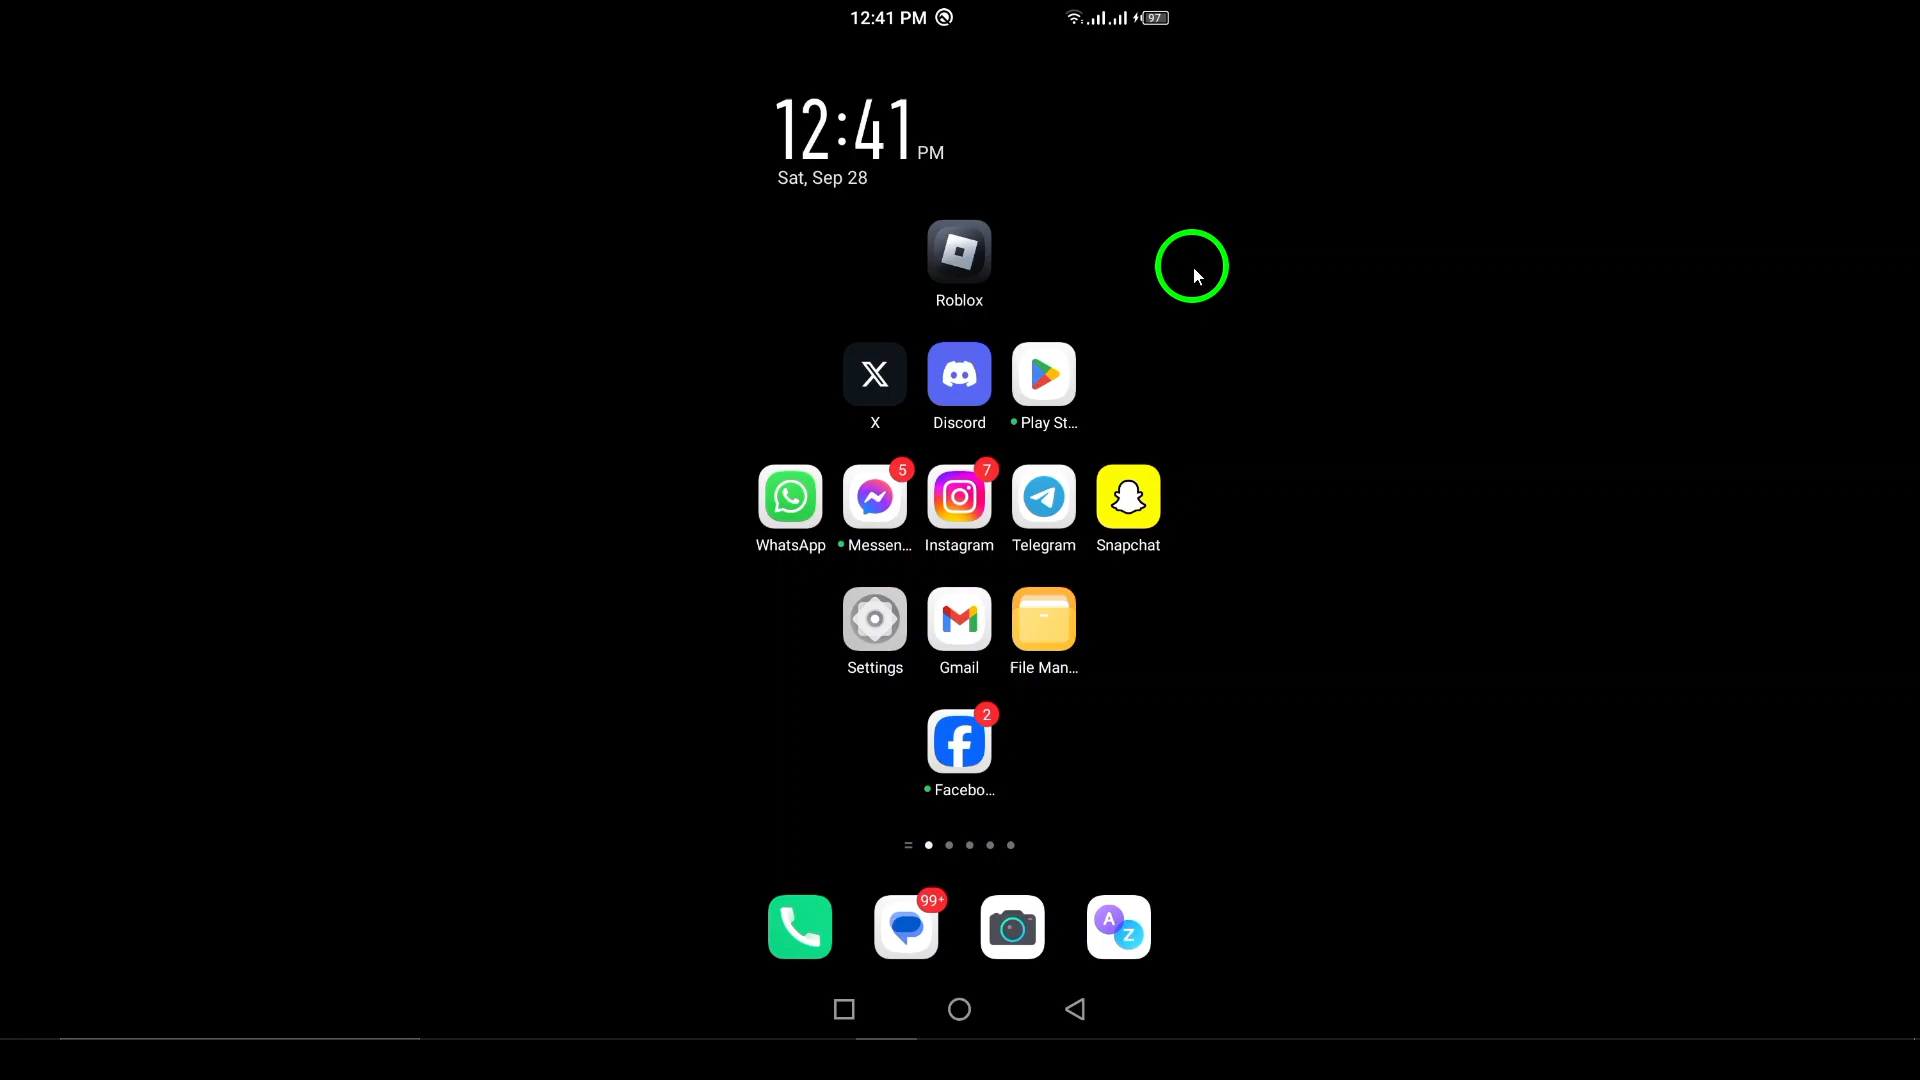 12:41 PM
97
12:41 PM
Sat, Sep 28
Roblox
X Discord Play St...
5 7
WhatsApp Messen... Instagram Telegram Snapchat
Settings Gmail File Man...
2
Facebo...
99+
A Z